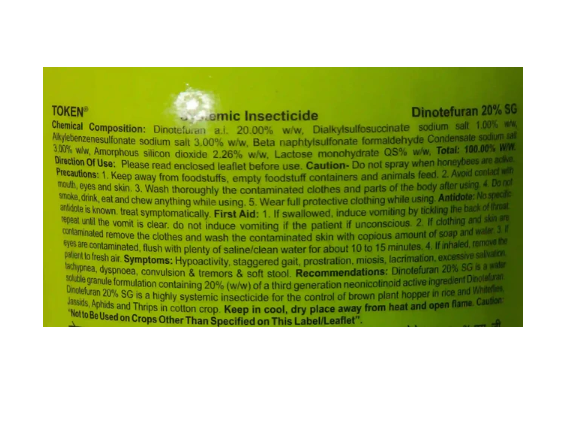 TOKEN® Systemic Insecticide Dinotefuran 20% SG
Chemical Composition: Dinotefuran a.i. 20.00% w/w, Dialkylsulfosuccinate sodium salt 1.00% w/w,
Alkylebenzenesulfonate sodium salt 3.00% w/w, Beta naphtylsulfonate formaldehyde Condensate sodium salt
3.00% w/w, Amorphous silicon dioxide 2.26% w/w, Lactose monohydrate QS% w/w, Total: 100.00% W/W.
Direction Of Use: Please read enclosed leaflet before use. Caution- Do not spray when honeybees are active.
Precautions: 1. Keep away from foodstuffs, empty foodstuff containers and animals feed. 2. Avoid contact with
mouth, eyes and skin. 3. Wash thoroughly the contaminated clothes and parts of the body after using. 4. Do not
smoke, drink, eat and chew anything while using. 5. Wear full protective clothing while using. Antidote: No specific
antidote is known. treat symptomatically. First Aid: 1. If swallowed, induce vomiting by tickling the back of throat.
repeat until the vomit is clear. do not induce vomiting if the patient if unconscious. 2. If clothing and skin are
contaminated remove the clothes and wash the contaminated skin with copious amount of soap and water. 3. if
eyes are contaminated, flush with plenty of saline/clean water for about 10 to 15 minutes. 4. If inhaled, remove the
patient to fresh air. Symptoms: Hypoactivity, staggered gait, prostration, miosis, lacrimation, excessive salivation,
tachypnea, dyspnoea, convulsion & tremors & soft stool. Recommendations: Dinotefuran 20% SG is a water
soluble granule formulation containing 20% (w/w) of a third generation neonicotinoid active ingredient Dibotefuran.
Dinotefuran 20% SG is a highly systemic insecticide for the control of brown plant hopper in rice and Whiteflies,
Jassids, Aphids and Thrips in cotton crop. Keep in cool, dry place away from heat and open flame. Caution:
"Not to Be Used on Crops Other Than Specified on This Label/Leaflet".